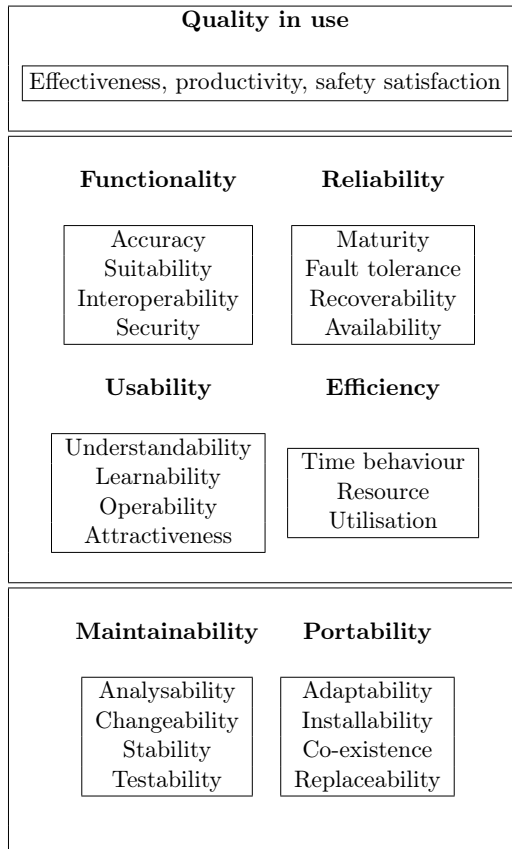 Quality in use
Effectiveness, productivity, safety satisfaction
Functionality
Accuracy
Suitability
Interoperability
Security
Reliability
Maturity
Fault tolerance
Recoverability
Availability
Usability
Understandability
Learnability
Operability
Attractiveness
Efficiency
Time behaviour
Resource
Utilisation
Maintainability
Analysability
Changeability
Stability
Testability
Portability
Adaptability
Installability
Co-existence
Replaceability